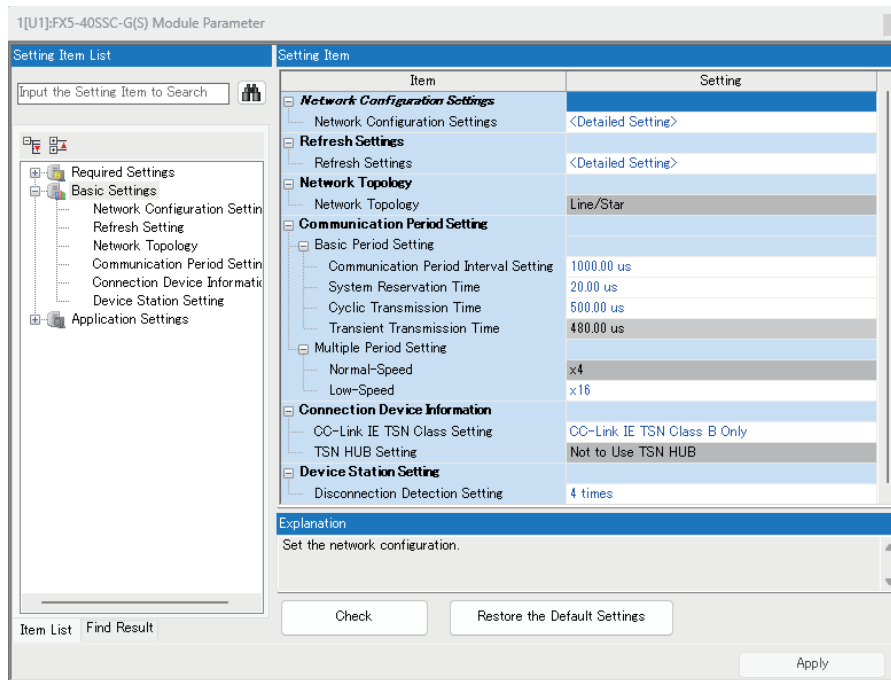 1[U1]:FX5-40SSC-G(S) Module Parameter
Setting Item List
Input the Setting Item to Search
Required Settings
Basic Settings
Network Configuration Settin
Refresh Setting
Network Topology
Communication Period Settin
Connection Device Informatic
Device Station Setting
Application Settings
Item List
Find Result
Setting Item
Item Setting
Network Configuration Settings
Network Configuration Settings <Detailed Setting>
Refresh Settings
Refresh Settings <Detailed Setting>
Network Topology
Network Topology Line/Star
Communication Period Setting
Basic Period Setting
Communication Period Interval Setting 1000.00 us
System Reservation Time 20.00 us
Cyclic Transmission Time 500.00 us
Transient Transmission Time 480.00 us
Multiple Period Setting
Normal-Speed x4
Low-Speed x16
Connection Device Information
CC-Link IE TSN Class Setting CC-Link IE TSN Class B Only
TSN HUB Setting Not to Use TSN HUB
Device Station Setting
Disconnection Detection Setting 4 times
Explanation
Set the network configuration.
Check
Restore the Default Settings
Apply